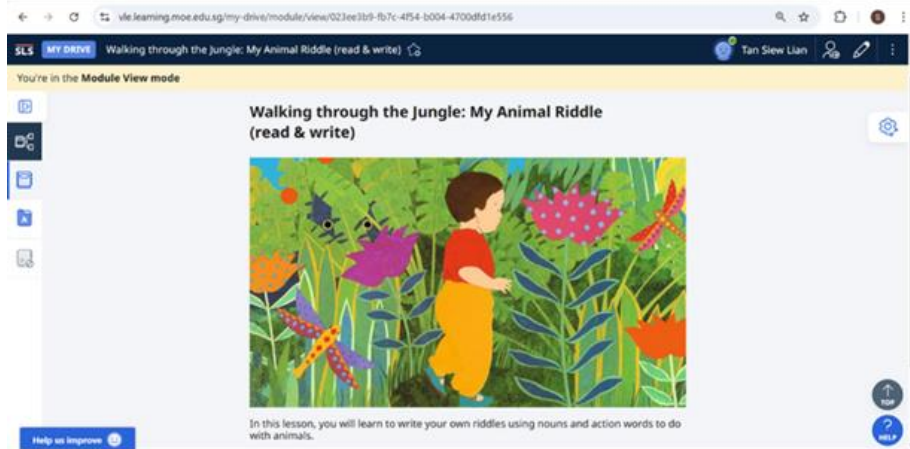 vle.learning.moe.edu.sg/my-drive/module/view/023ee3b9-fb7c-4f54-b004-4700dfd1e556
SLS MY DRIVE Walking through the Jungle: My Animal Riddle (read & write) Tan Siew Lian
You're in the Module View mode
Walking through the Jungle: My Animal Riddle
(read & write)
In this lesson, you will learn to write your own riddles using nouns and action words to do
with animals.
TOP
HELP
Help us improve